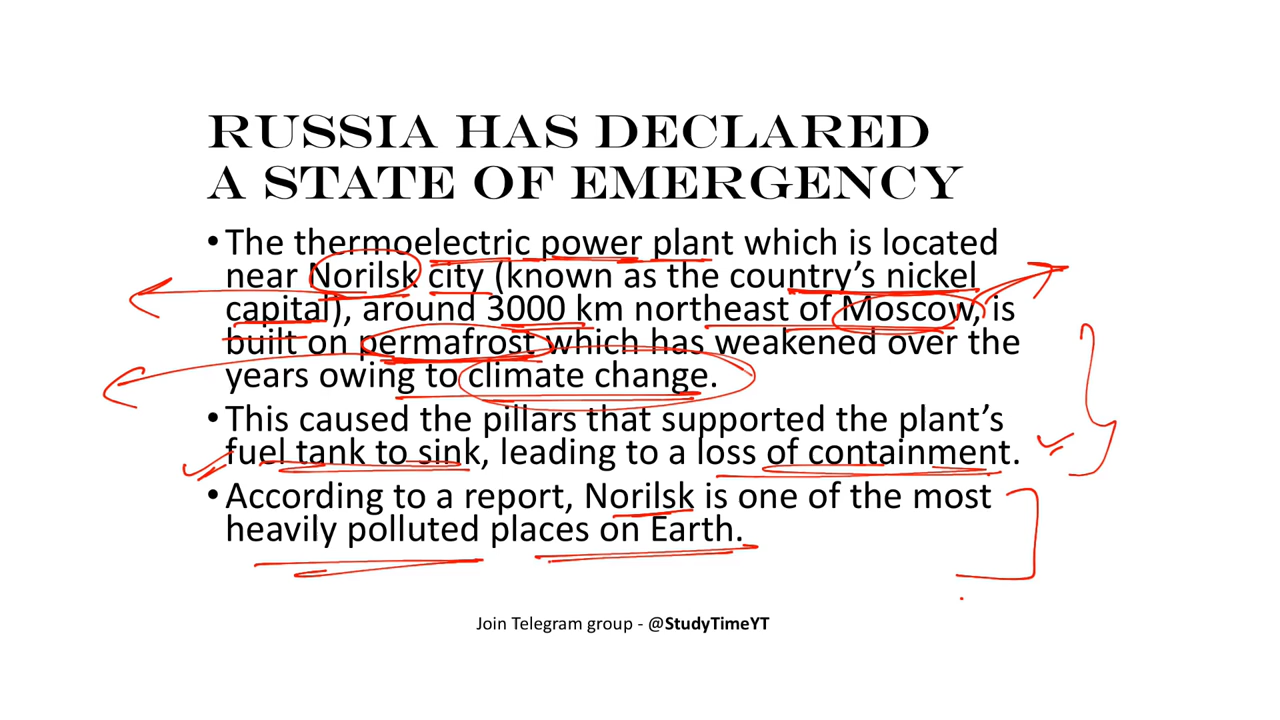 RUSSIA HAS DECLARED
A STATE OF EMERGENCY
• The thermoelectric power plant which is located
near Norilsk city (known as the country’s nickel
capital), around 3000 km northeast of Moscow, is
built on permafrost which has weakened over the
years owing to climate change.
• This caused the pillars that supported the plant’s
fuel tank to sink, leading to a loss of containment.
• According to a report, Norilsk is one of the most
heavily polluted places on Earth.
Join Telegram group - @StudyTimeYT